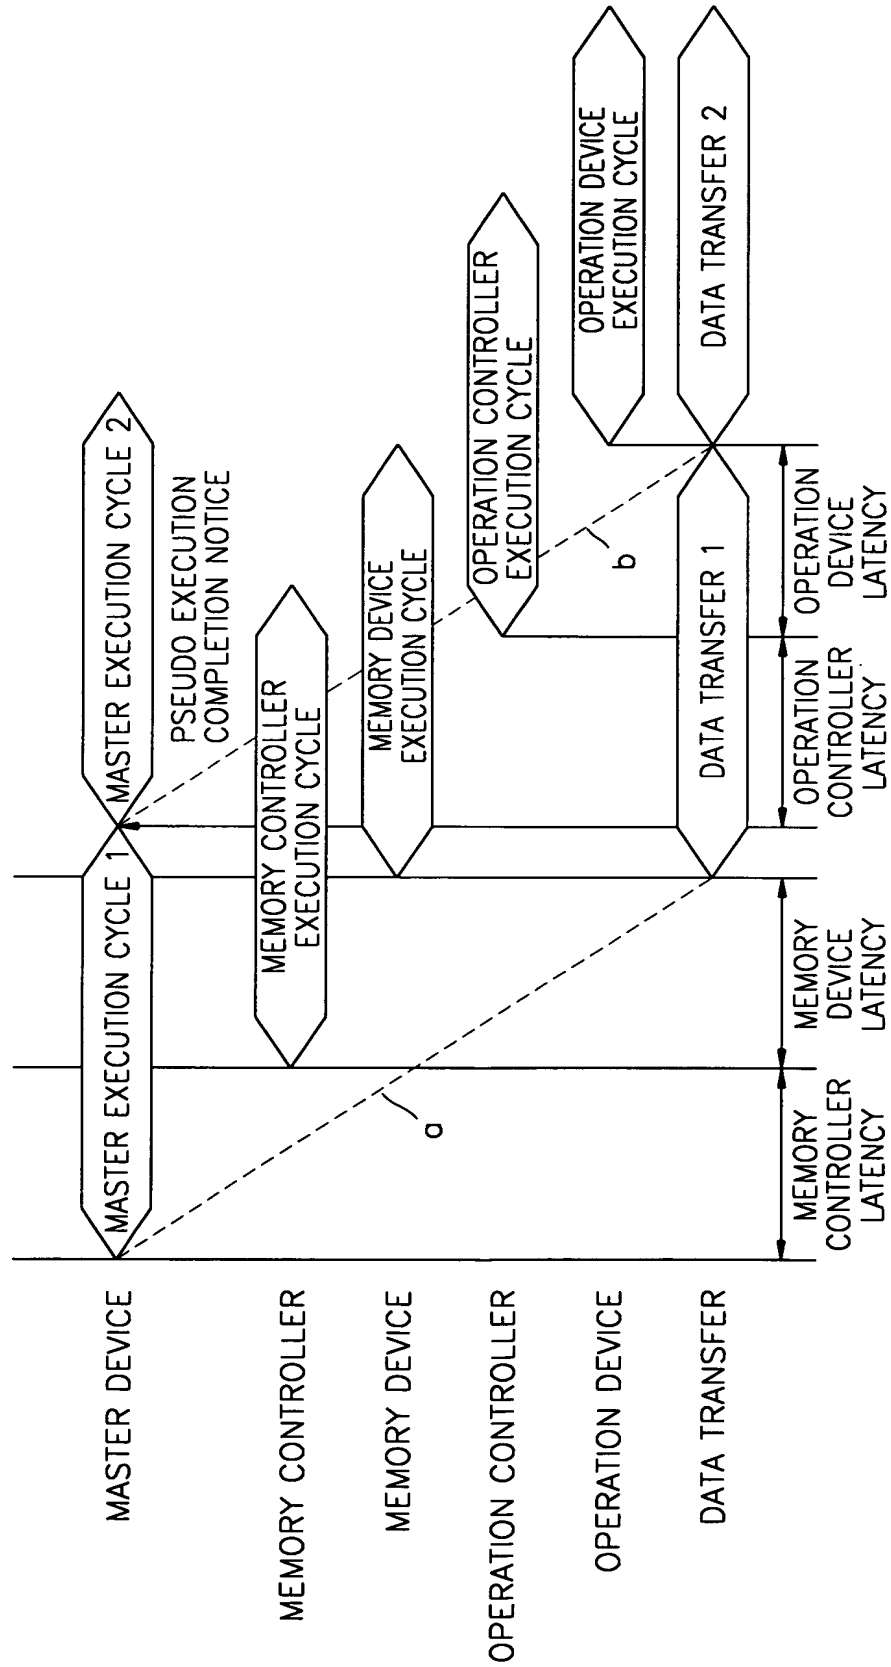 MASTER DEVICE
MASTER EXECUTION CYCLE 1
MASTER EXECUTION CYCLE 2
PSEUDO EXECUTION
COMPLETION NOTICE
MEMORY CONTROLLER
MEMORY CONTROLLER
EXECUTION CYCLE
MEMORY DEVICE
MEMORY DEVICE
EXECUTION CYCLE
a
OPERATION CONTROLLER
OPERATION CONTROLLER
EXECUTION CYCLE
OPERATION DEVICE
OPERATION DEVICE
EXECUTION CYCLE
b
DATA TRANSFER
DATA TRANSFER 1
DATA TRANSFER 2
MEMORY
CONTROLLER
LATENCY
MEMORY
DEVICE
LATENCY
OPERATION
CONTROLLER
LATENCY
OPERATION
DEVICE
LATENCY